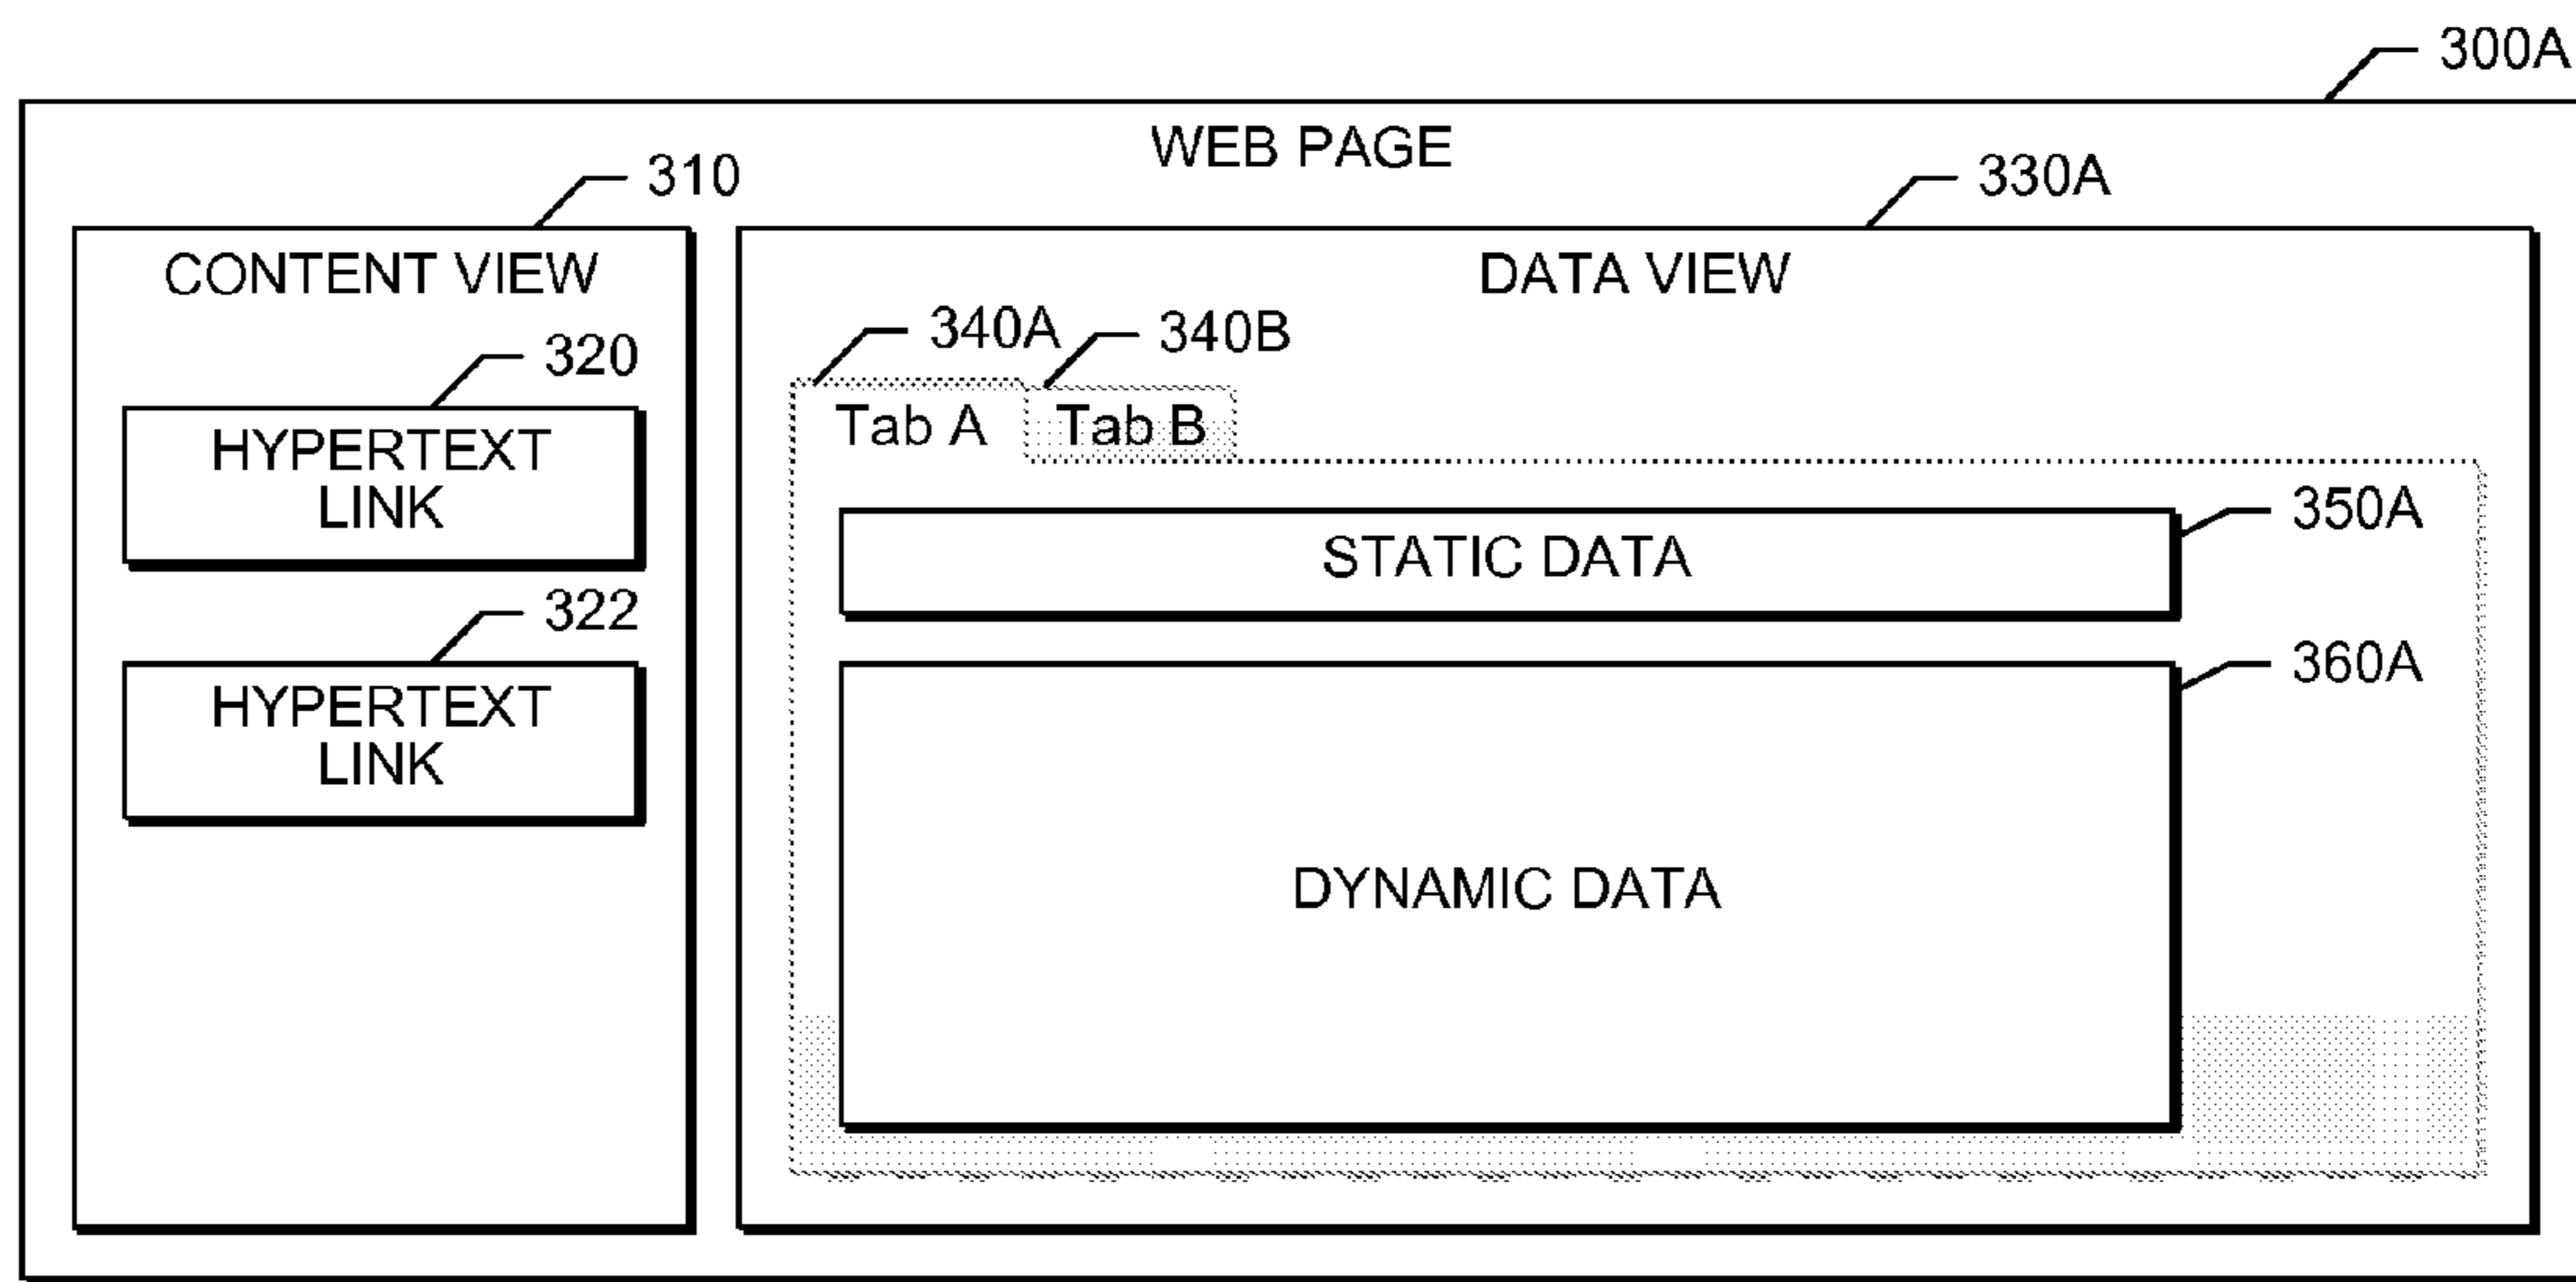 300A
WEB PAGE
310
330A
CONTENT VIEW
DATA VIEW
340A
340B
320
Tab A
Tab B
HYPERTEXT
LINK
350A
STATIC DATA
322
360A
HYPERTEXT
LINK
DYNAMIC DATA